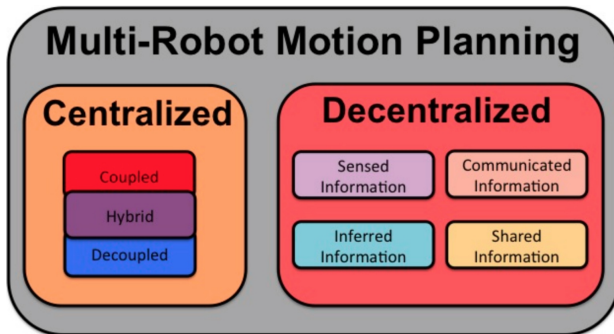 Multi-Robot Motion Planning
Centralized
Coupled
Hybrid
Decoupled
Decentralized
Sensed
Information
Communicated
Information
Inferred
Information
Shared
Information